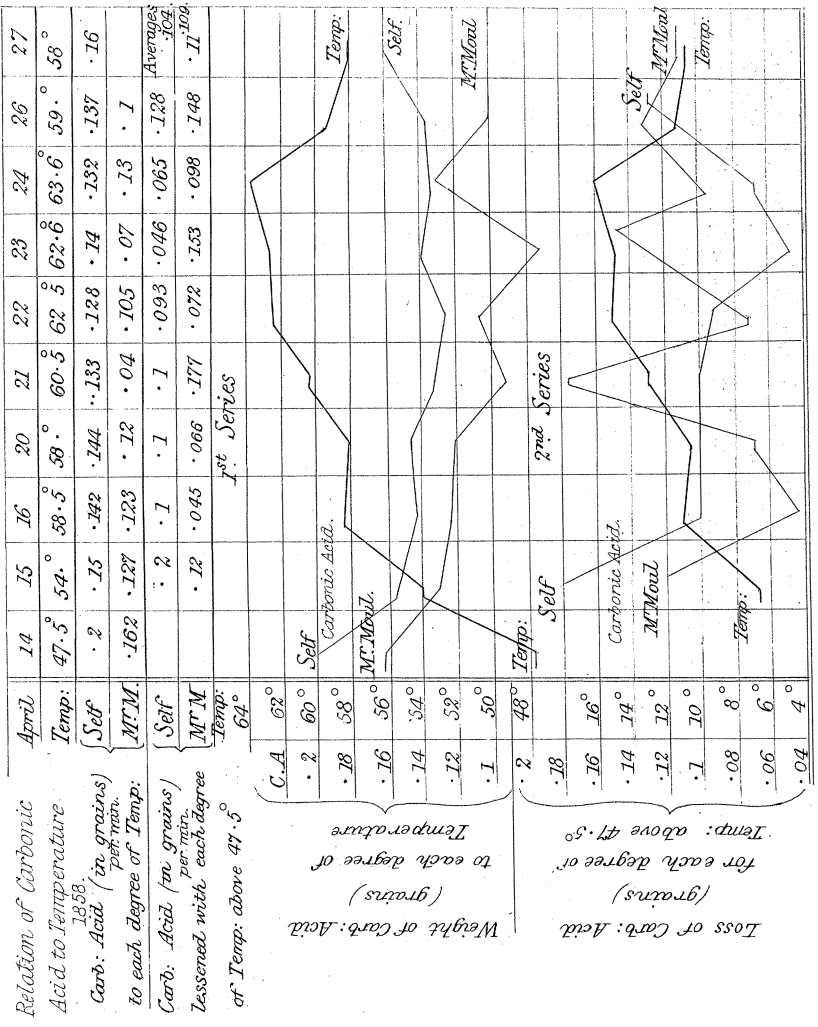 Relation of Carbonic
Acid to Temperature
1858.
April 14 15 16 20 21 22 23 24 26 27
Temp: 47.5° 54.° 58.5° 58.° 60.5° 62 5° 62.6° 63.6° 59.° 58°
Carb: Acid (in grains)
per. min.
to each degree of Temp:
Self ·2 ·15 ·142 ·144 ··133 ·128 ·14 ·132 ·137 ·16
Mr. M. ·162 ·127 ·123 ·12 ·04 ·105 ·07 ·13 ·1
Averages
·104. ·109.
Carb: Acid (in grains)
per min.
lessened with each degree
of Temp: above 47.5°
Self ·2 ·1 ·1 ·1 ·093 ·046 ·065 ·128
Mr M ·12 ·045 ·066 ·177 ·072 ·153 ·098 ·148 ·11
1st Series
Temp:
64°
C.A 62°
·2 60°
·18 58°
·16 56°
·14 54°
·12 52°
·1 50°
·2 48°
·18
·16 16°
·14 14°
·12 12°
·1 10°
·08 8°
·06 6°
·04 4°
Weight of Carb: Acid
(grains)
to each degree of
Temperature
Self
Carbonic Acid.
Mr. Moul.
Temp:
Temp:
Self.
Mr. Moul
2nd Series
Loss of Carb: Acid
(grains)
for each degree of
Temp: above 47.5°
Self
Carbonic Acid.
Mr Moul
Temp:
Self
Mr Moul
Temp: